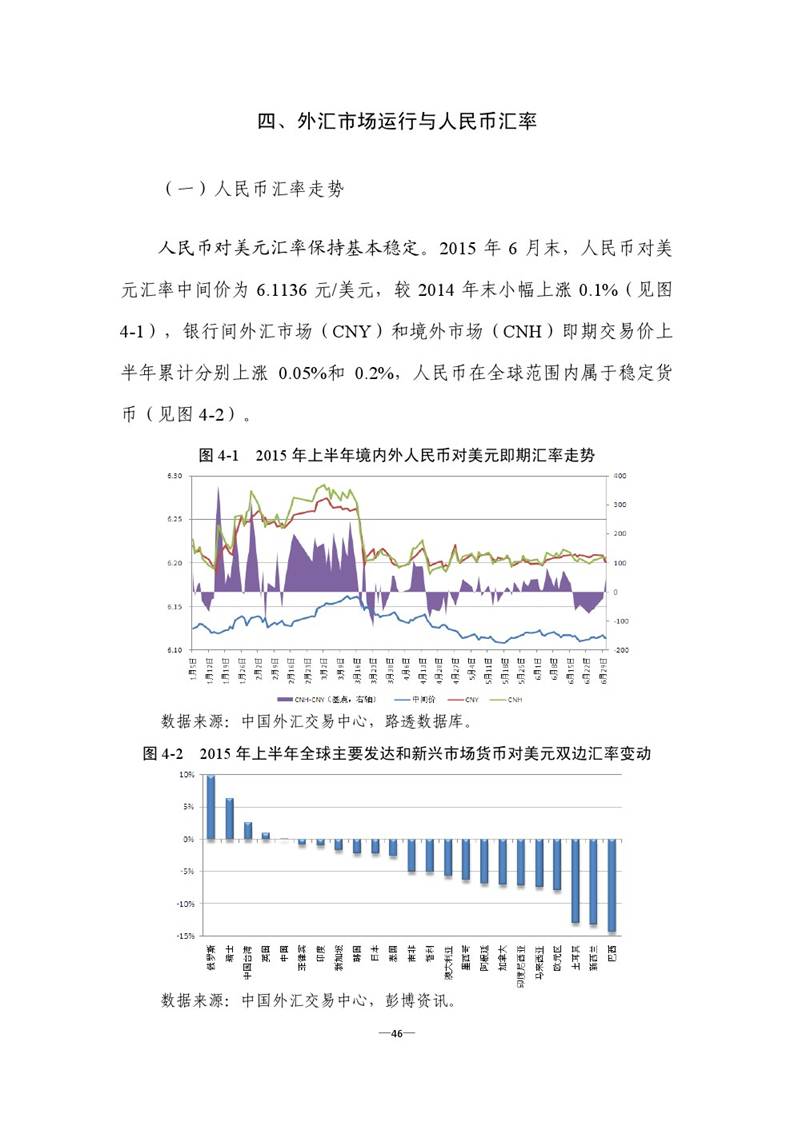 四、外汇市场运行与人民币汇率
（一）人民币汇率走势
人民币对美元汇率保持基本稳定。2015 年 6 月末，人民币对美
元汇率中间价为 6.1136 元/美元，较 2014 年末小幅上涨 0.1%（见图
4-1），银行间外汇市场（CNY）和境外市场（CNH）即期交易价上
半年累计分别上涨 0.05%和 0.2%，人民币在全球范围内属于稳定货
币（见图 4-2）。
图 4-1 2015 年上半年境内外人民币对美元即期汇率走势
6.30
6.25
6.20
6.15
6.10
400
300
200
100
0
-100
-200
1月5日
1月12日
1月19日
1月26日
2月2日
2月9日
2月16日
2月23日
3月2日
3月9日
3月16日
3月23日
3月30日
4月6日
4月13日
4月20日
4月27日
5月4日
5月11日
5月18日
5月25日
6月1日
6月8日
6月15日
6月22日
6月29日
CNH-CNY（基点，右轴） 中间价 CNY CNH
数据来源：中国外汇交易中心，路透数据库。
图 4-2 2015 年上半年全球主要发达和新兴市场货币对美元双边汇率变动
10%
5%
0%
-5%
-10%
-15%
俄罗斯
瑞士
中国台湾
英国
中国
菲律宾
印度
新加坡
韩国
日本
泰国
南非
智利
澳大利亚
墨西哥
阿根廷
加拿大
印度尼西亚
马来西亚
欧元区
土耳其
新西兰
巴西
数据来源：中国外汇交易中心，彭博资讯。
—46—